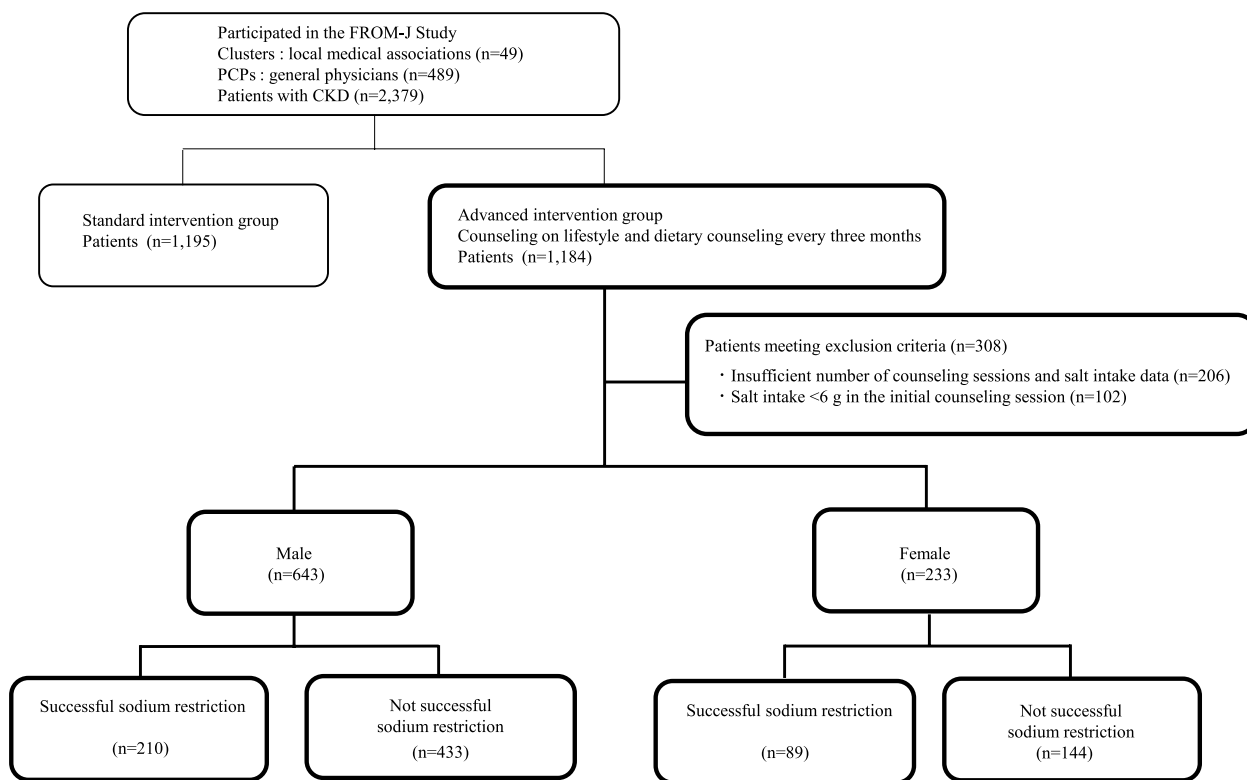 Participated in the FROM-J Study
Clusters : local medical associations (n=49)
PCPs : general physicians (n=489)
Patients with CKD (n=2,379)
Standard intervention group
Patients (n=1,195)
Advanced intervention group
Counseling on lifestyle and dietary counseling every three months
Patients (n=1,184)
Patients meeting exclusion criteria (n=308)
・Insufficient number of counseling sessions and salt intake data (n=206)
・Salt intake <6 g in the initial counseling session (n=102)
Male
(n=643)
Female
(n=233)
Successful sodium restriction
(n=210)
Not successful
sodium restriction
(n=433)
Successful sodium restriction
(n=89)
Not successful
sodium restriction
(n=144)